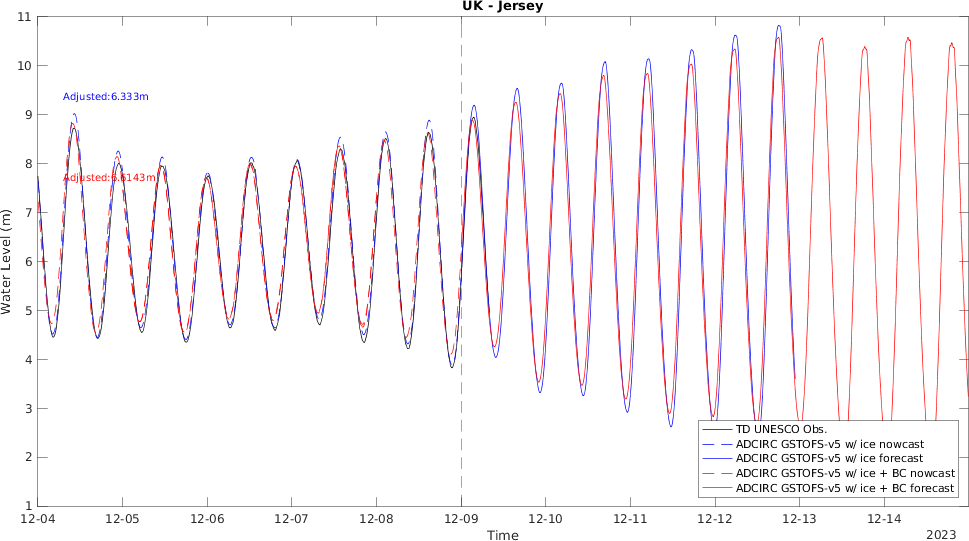 UK - Jersey
11
10
9
8
7
6
5
4
3
2
1
Water Level (m)
Adjusted:6.333m
Adjusted:6.6143m
TD UNESCO Obs.
ADCIRC GSTOFS-v5 w/ ice nowcast
ADCIRC GSTOFS-v5 w/ ice forecast
ADCIRC GSTOFS-v5 w/ ice + BC nowcast
ADCIRC GSTOFS-v5 w/ ice + BC forecast
12-04 12-05 12-06 12-07 12-08 12-09 12-10 12-11 12-12 12-13 12-14
Time
2023